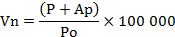 Vn = (P + Ap) / Po × 100 000